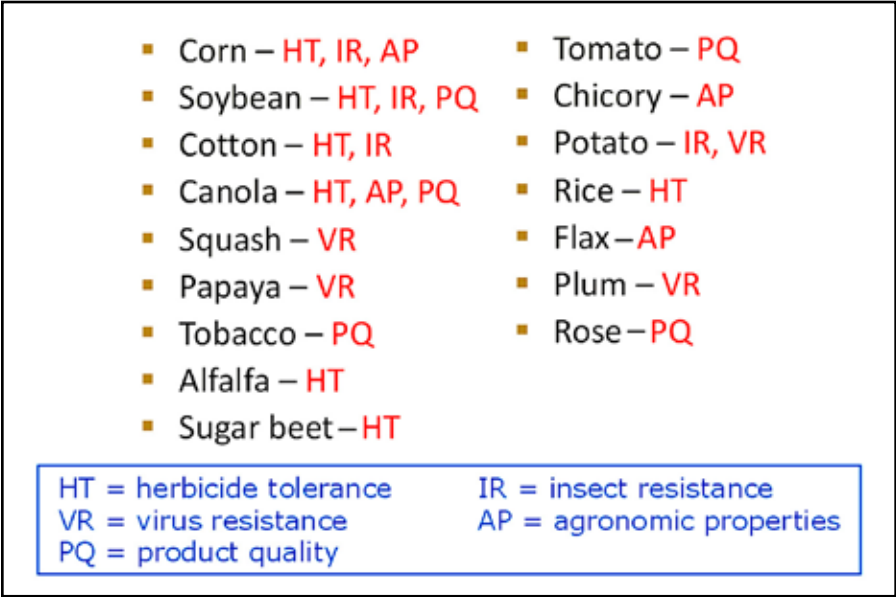 ▪ Corn – HT, IR, AP
▪ Soybean – HT, IR, PQ
▪ Cotton – HT, IR
▪ Canola – HT, AP, PQ
▪ Squash – VR
▪ Papaya – VR
▪ Tobacco – PQ
▪ Alfalfa – HT
▪ Sugar beet – HT
▪ Tomato – PQ
▪ Chicory – AP
▪ Potato – IR, VR
▪ Rice – HT
▪ Flax – AP
▪ Plum – VR
▪ Rose – PQ
HT = herbicide tolerance
VR = virus resistance
PQ = product quality
IR = insect resistance
AP = agronomic properties